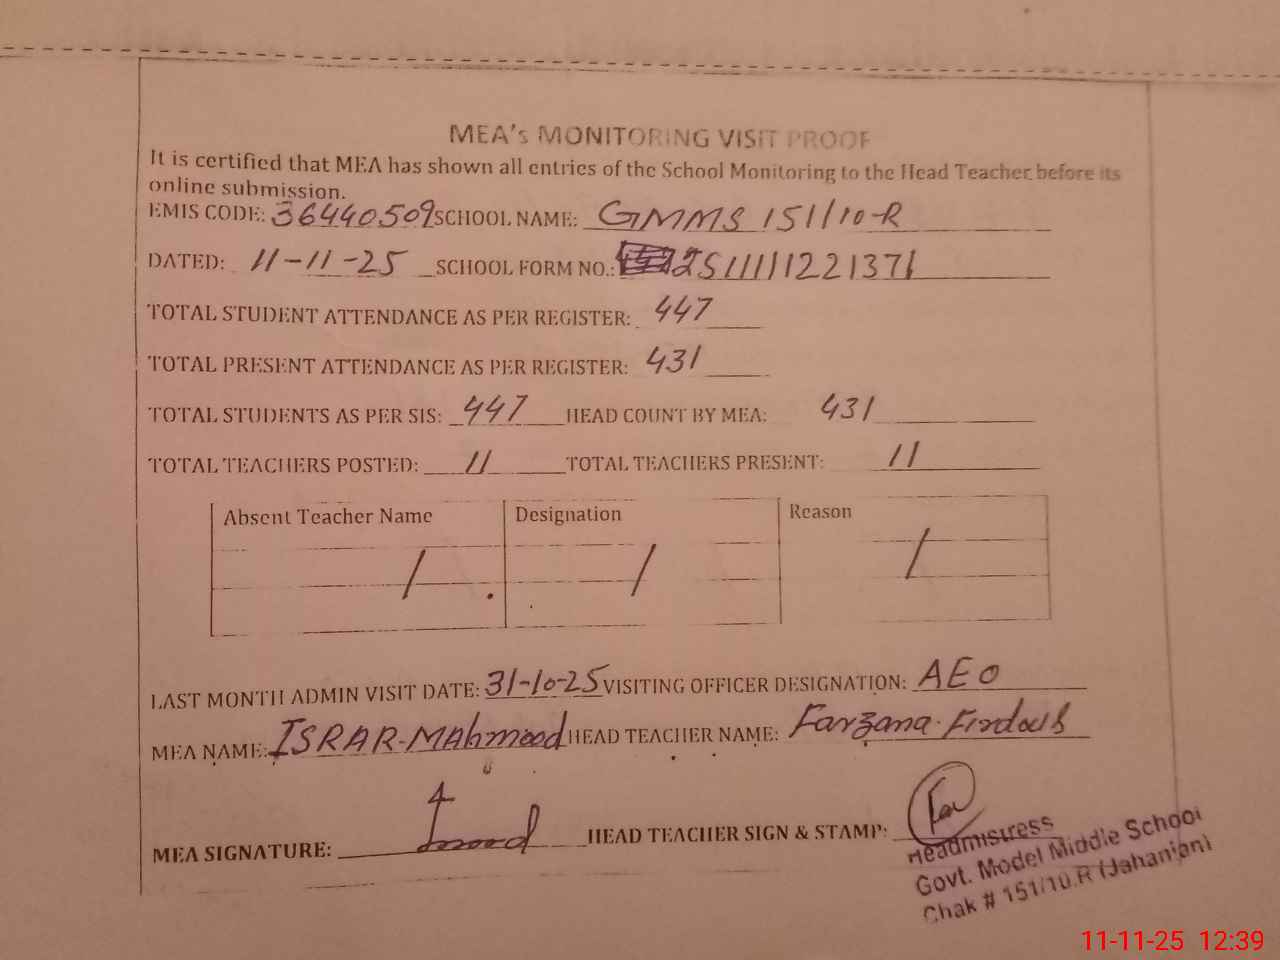 MEA's MONITORING VISIT PROOF
It is certified that MEA has shown all entries of the School Monitoring to the Head Teacher before its
online submission.
EMIS CODE: 36440509 SCHOOL NAME: GMMS 151/10-R
DATED: 11-11-25 SCHOOL FORM NO.: 2511111221371
TOTAL STUDENT ATTENDANCE AS PER REGISTER: 447
TOTAL PRESENT ATTENDANCE AS PER REGISTER: 431
TOTAL STUDENTS AS PER SIS: 447 HEAD COUNT BY MEA: 431
TOTAL TEACHERS POSTED: 11 TOTAL TEACHERS PRESENT: 11
Absent Teacher Name Designation Reason
/ / /
LAST MONTH ADMIN VISIT DATE: 31-10-25 VISITING OFFICER DESIGNATION: AEO
MEA NAME: ISRAR-MAhmood HEAD TEACHER NAME: Farzana Firdous
MEA SIGNATURE: HEAD TEACHER SIGN & STAMP:
Headmistress
Govt. Model Middle School
Chak # 151/10.R (Jahanian)
11-11-25 12:39